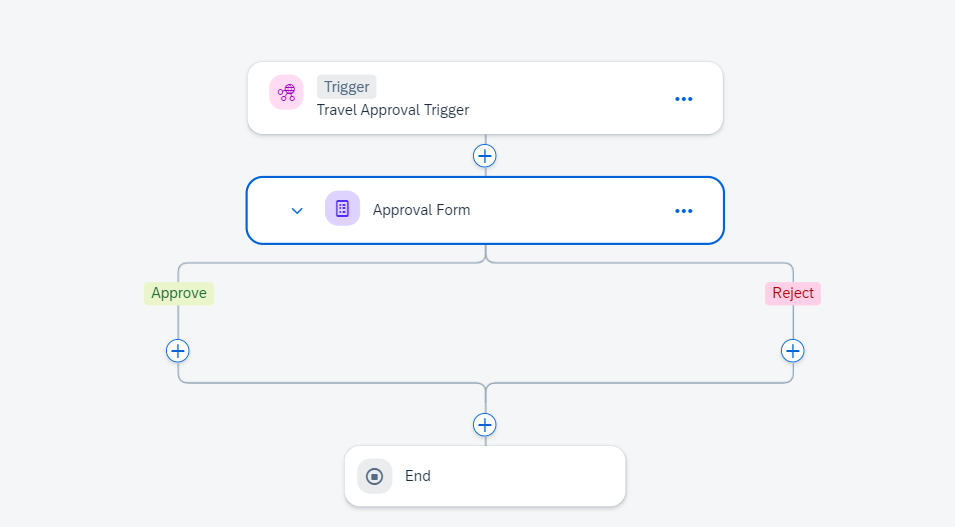 Trigger
Travel Approval Trigger
Approval Form
Approve
Reject
End